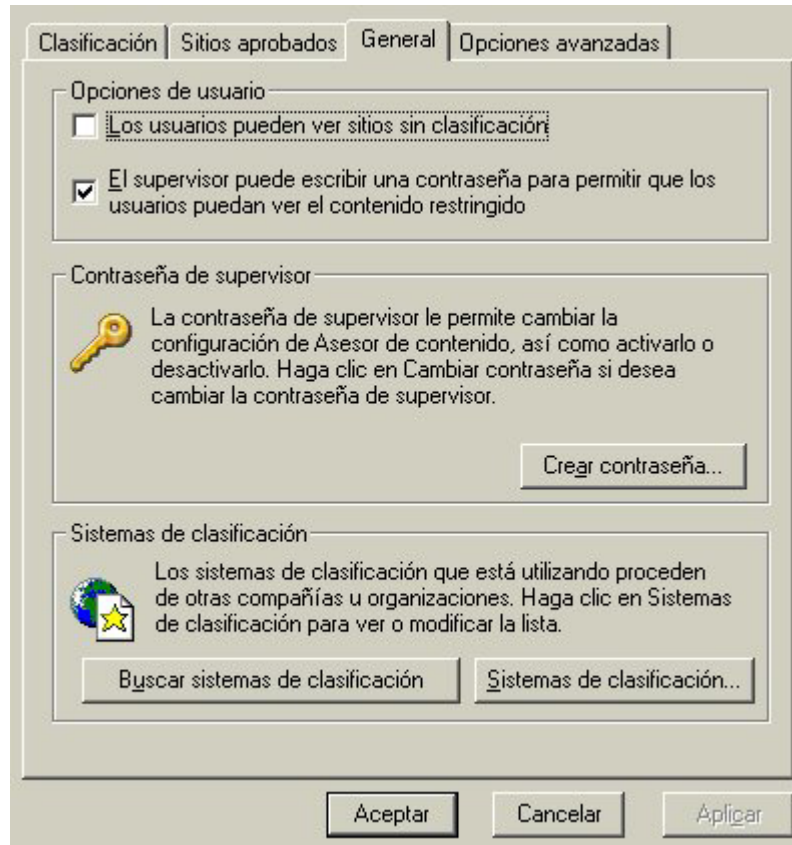 Clasificación Sitios aprobados General Opciones avanzadas
Opciones de usuario
Los usuarios pueden ver sitios sin clasificación
El supervisor puede escribir una contraseña para permitir que los
usuarios puedan ver el contenido restringido
Contraseña de supervisor
La contraseña de supervisor le permite cambiar la
configuración de Asesor de contenido, así como activarlo o
desactivarlo. Haga clic en Cambiar contraseña si desea
cambiar la contraseña de supervisor.
Crear contraseña...
Sistemas de clasificación
Los sistemas de clasificación que está utilizando proceden
de otras compañías u organizaciones. Haga clic en Sistemas
de clasificación para ver o modificar la lista.
Buscar sistemas de clasificación Sistemas de clasificación...
Aceptar Cancelar Aplicar